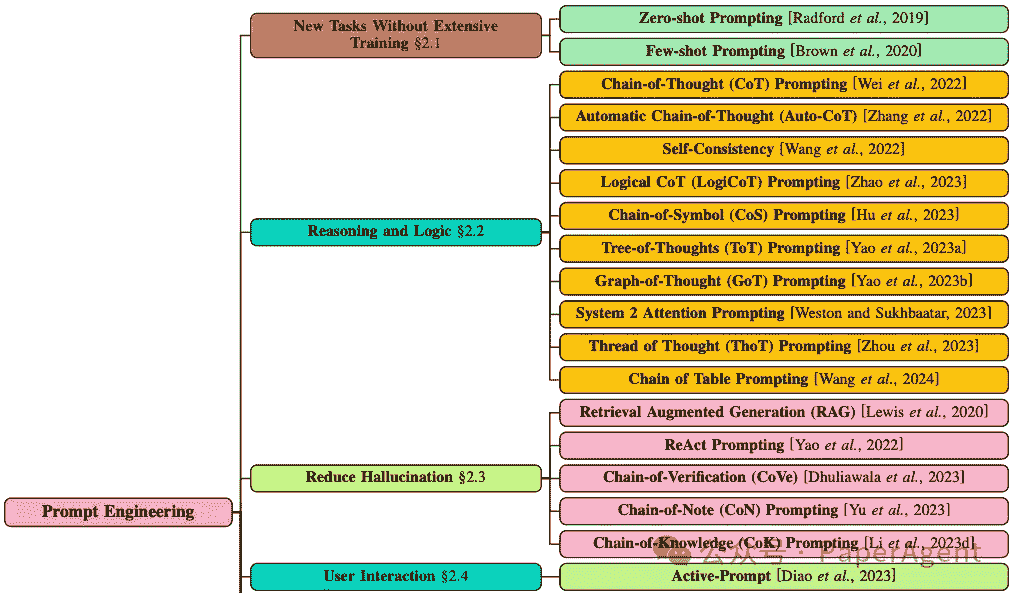 New Tasks Without Extensive
Training §2.1
Zero-shot Prompting [Radford et al., 2019]
Few-shot Prompting [Brown et al., 2020]
Reasoning and Logic §2.2
Chain-of-Thought (CoT) Prompting [Wei et al., 2022]
Automatic Chain-of-Thought (Auto-CoT) [Zhang et al., 2022]
Self-Consistency [Wang et al., 2022]
Logical CoT (LogiCoT) Prompting [Zhao et al., 2023]
Chain-of-Symbol (CoS) Prompting [Hu et al., 2023]
Tree-of-Thoughts (ToT) Prompting [Yao et al., 2023a]
Graph-of-Thought (GoT) Prompting [Yao et al., 2023b]
System 2 Attention Prompting [Weston and Sukhbaatar, 2023]
Thread of Thought (ThoT) Prompting [Zhou et al., 2023]
Chain of Table Prompting [Wang et al., 2024]
Reduce Hallucination §2.3
Retrieval Augmented Generation (RAG) [Lewis et al., 2020]
ReAct Prompting [Yao et al., 2022]
Chain-of-Verification (CoVe) [Dhuliawala et al., 2023]
Chain-of-Note (CoN) Prompting [Yu et al., 2023]
Chain-of-Knowledge (CoK) Prompting [Li et al., 2023d]
Prompt Engineering
User Interaction §2.4
Active-Prompt [Diao et al., 2023]
公众号 · PaperAgent